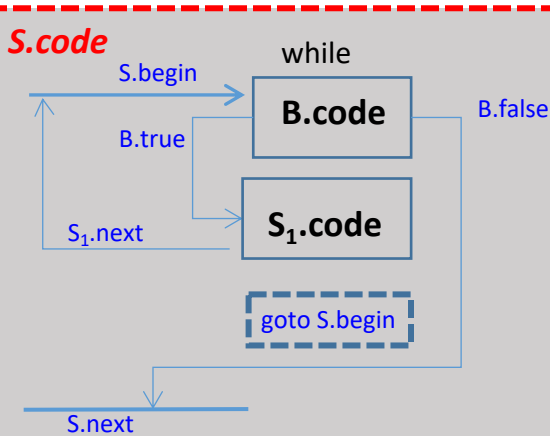 S.code
while
S.begin
B.code
B.false
B.true
S₁.code
S₁.next
goto S.begin
S.next